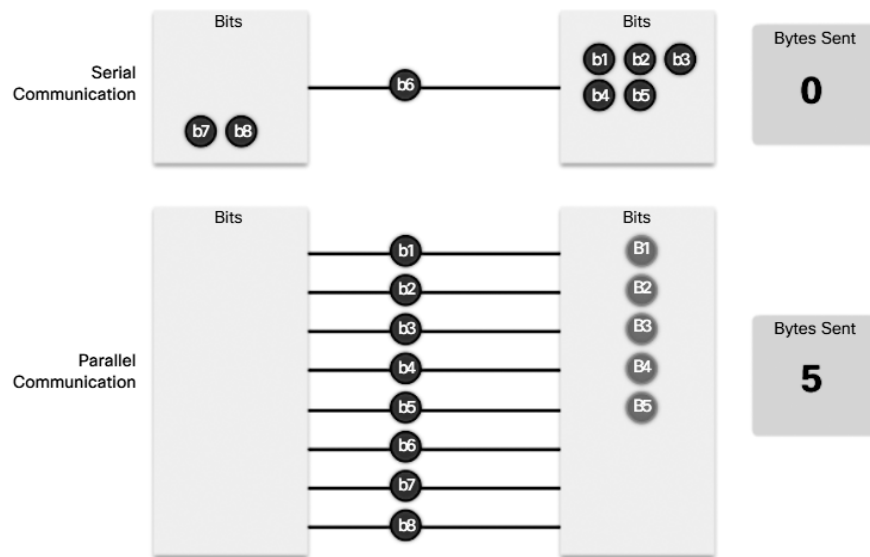 Bits
Bits
Bytes Sent
Serial
Communication
b6
b1 b2 b3
b4 b5
0
b7 b8
Bits
Bits
b1
B1
b2
B2
b3
B3
Bytes Sent
Parallel
Communication
b4
B4
5
b5
B5
b6
b7
b8